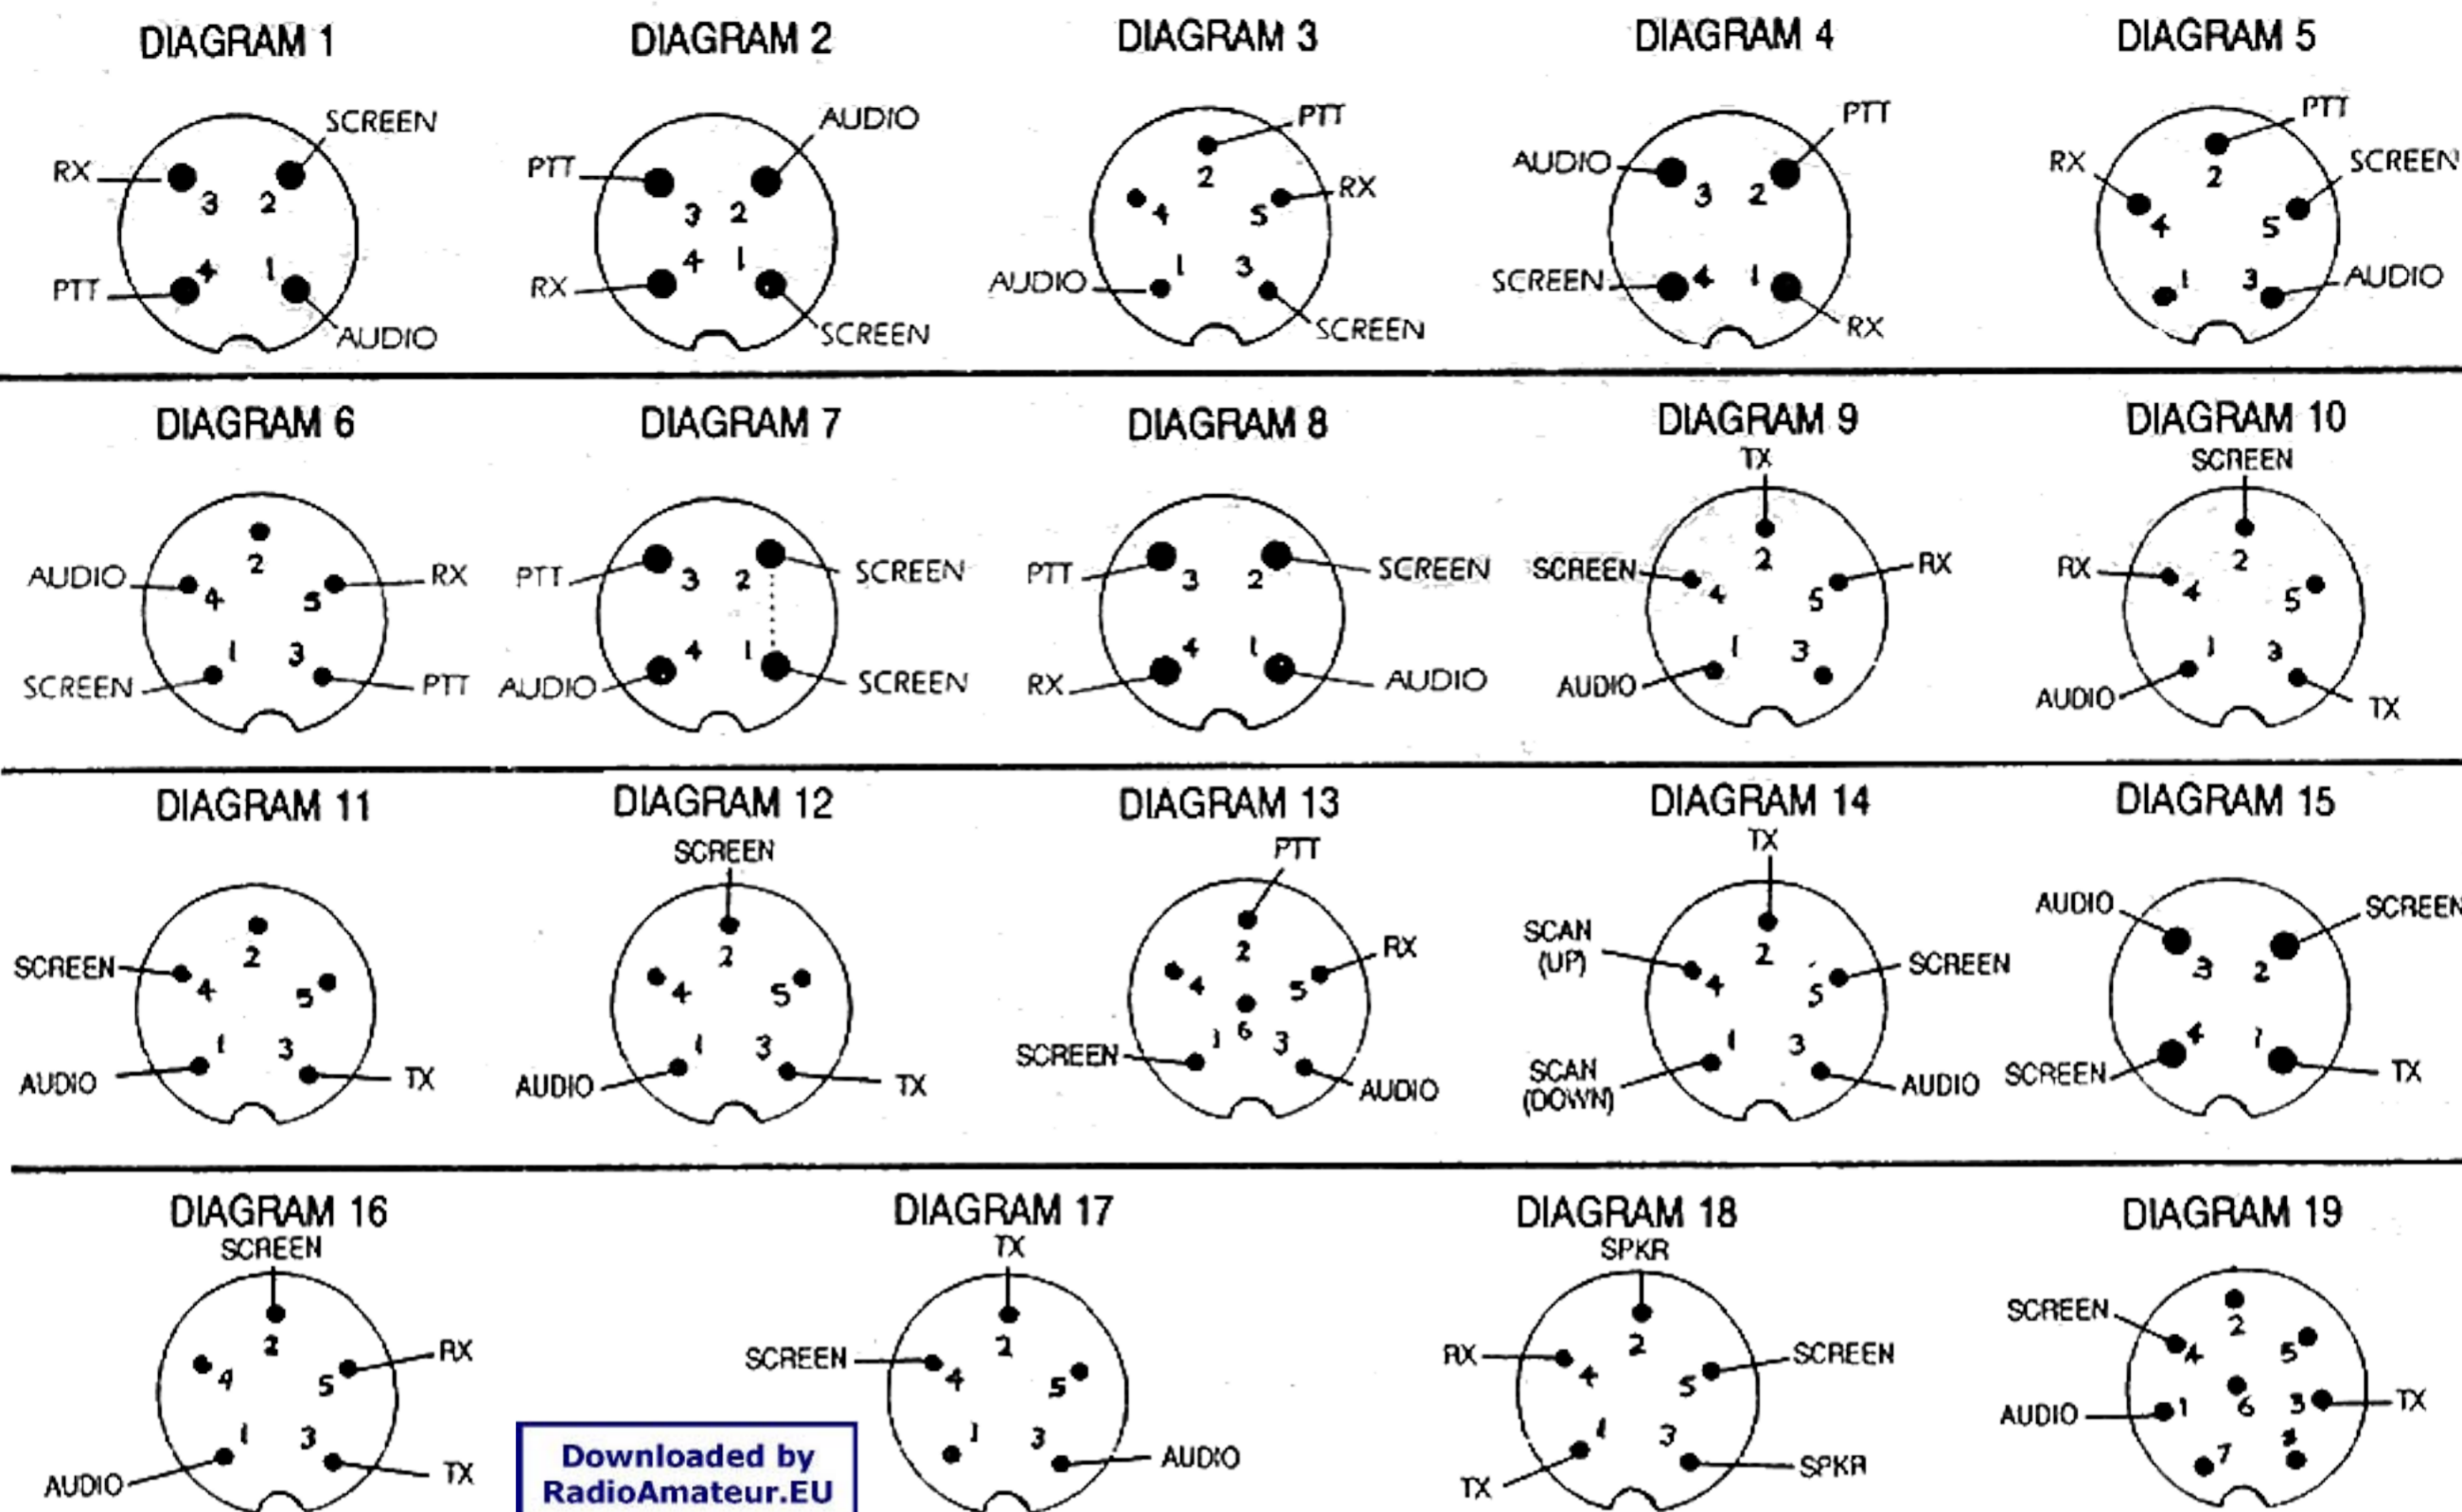 DIAGRAM 1 DIAGRAM 2 DIAGRAM 3 DIAGRAM 4 DIAGRAM 5
RX SCREEN
3 2
4 1
PTT AUDIO
PTT AUDIO
3 2
4 1
RX SCREEN
PTT
2
4 5 RX
1 3
AUDIO SCREEN
AUDIO PTT
3 2
SCREEN 4 1
RX
PTT
RX SCREEN
2
4 5
1 3 AUDIO
DIAGRAM 6 DIAGRAM 7 DIAGRAM 8 DIAGRAM 9 DIAGRAM 10
2
AUDIO 4 5 RX
1 3
SCREEN PTT
PTT 3 2 SCREEN
4 1
AUDIO SCREEN
PTT 3 2 SCREEN
4 1
RX AUDIO
TX
2
SCREEN 4 5 RX
1 3
AUDIO
SCREEN
2
RX 4 5
1 3
AUDIO TX
DIAGRAM 11 DIAGRAM 12 DIAGRAM 13 DIAGRAM 14 DIAGRAM 15
2
SCREEN 4 5
1 3
AUDIO TX
SCREEN
2
4 5
1 3
AUDIO TX
PTT
2 RX
4 5
6
1 3
SCREEN AUDIO
TX
2
SCAN
(UP)
4 5 SCREEN
1 3
SCAN
(DOWN)
AUDIO
AUDIO SCREEN
3 2
4 1
SCREEN TX
DIAGRAM 16 DIAGRAM 17 DIAGRAM 18 DIAGRAM 19
SCREEN
2
4 5 RX
1 3
AUDIO TX
TX
2
SCREEN 4 5
1 3
AUDIO
SPKR
2
RX 4 5 SCREEN
1 3
TX SPKR
SCREEN
2
4 5
AUDIO 1 6 3 TX
7
Downloaded by
RadioAmateur.EU